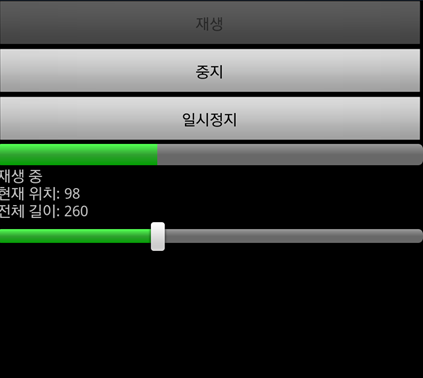 재생
중지
일시정지
재생 중
현재 위치: 98
전체 길이: 260